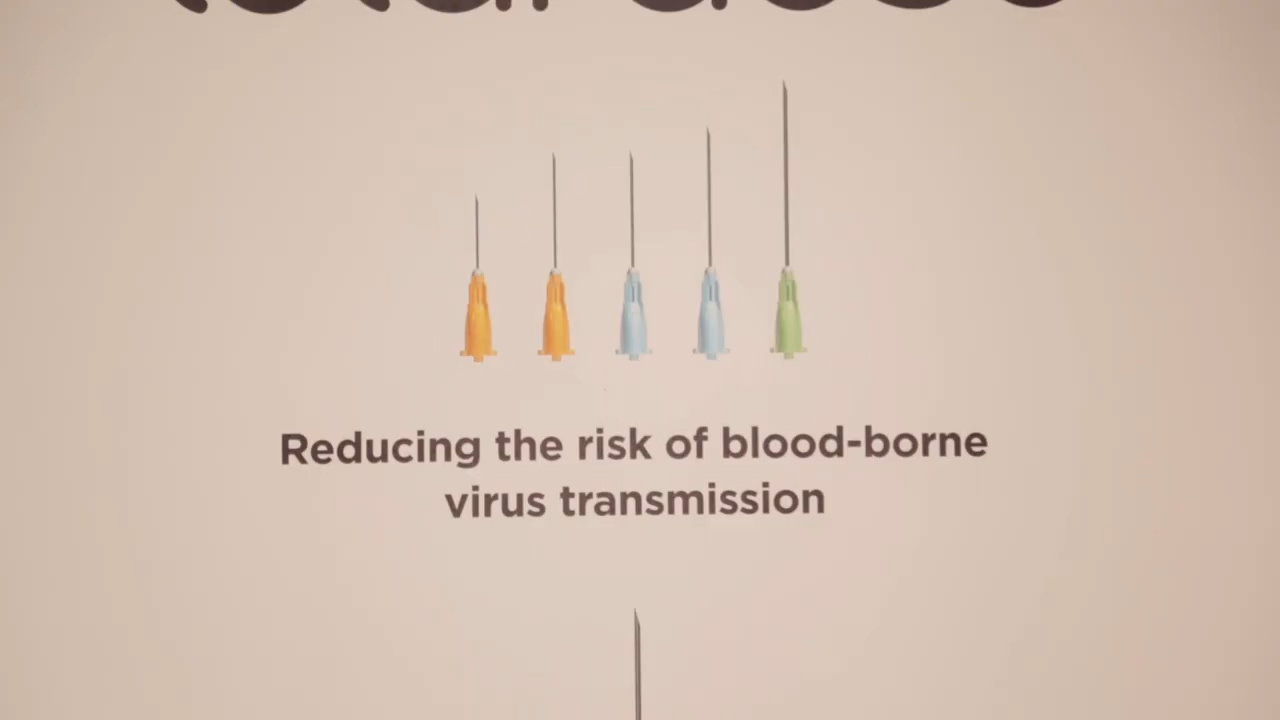 Reducing the risk of blood-borne
virus transmission